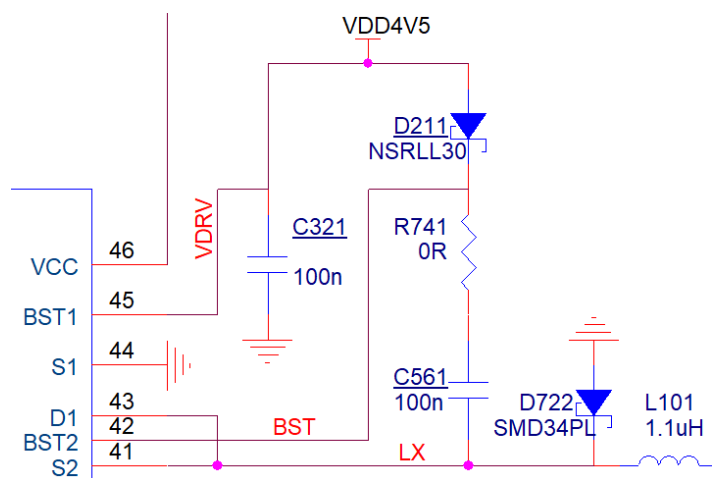 VDD4V5
D211
NSRLL30
VDRV
C321
100n
R741
0R
VCC
46
BST1
45
S1
44
D1
43
BST2
42
S2
41
BST
LX
C561
100n
D722
SMD34PL
L101
1.1uH